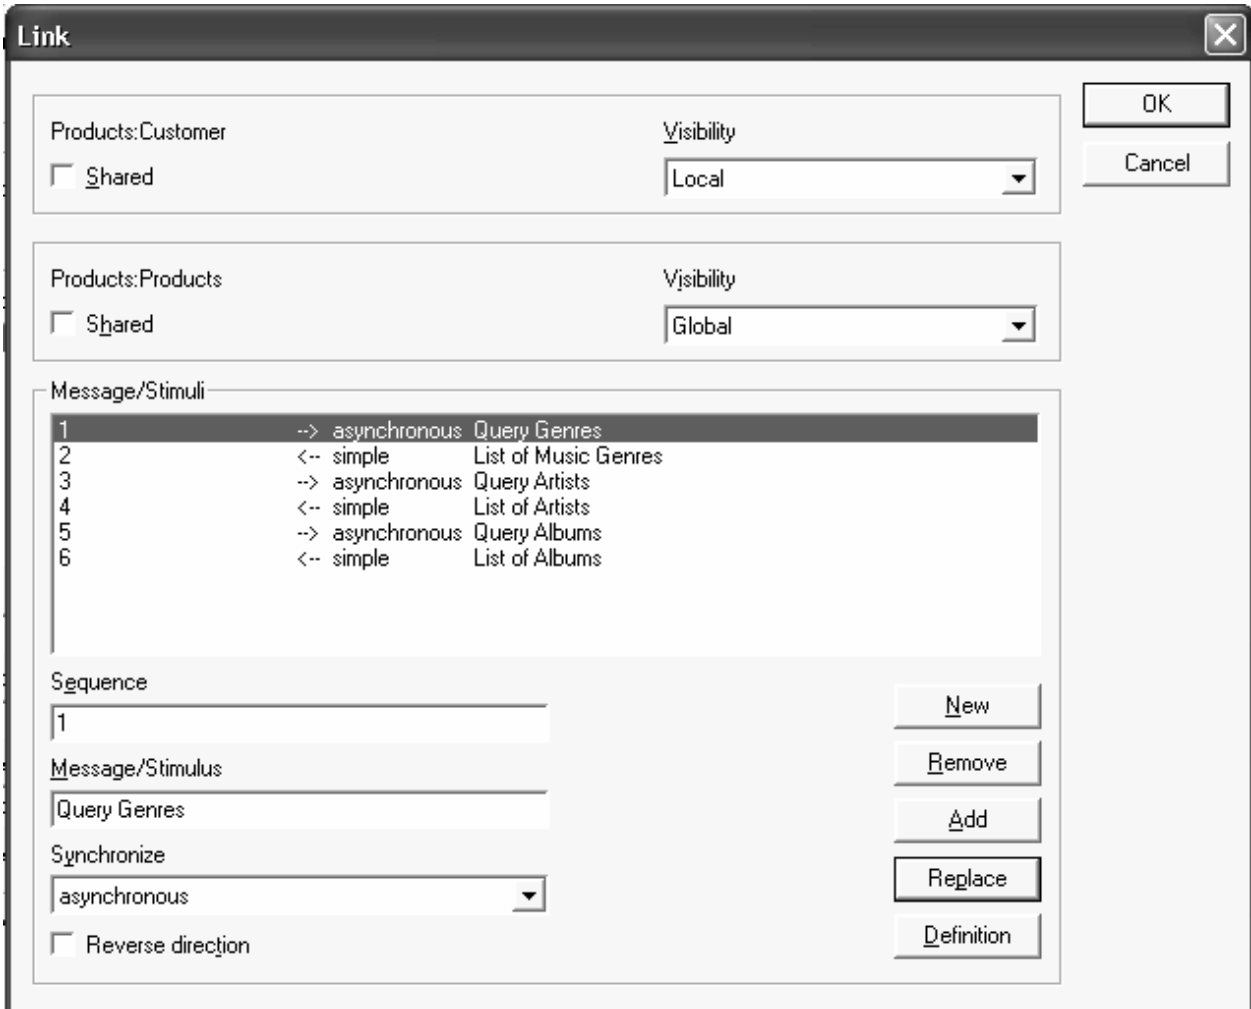 Link
OK
Cancel
Products:Customer
Visibility
Shared
Local
Products:Products
Visibility
Shared
Global
Message/Stimuli
1 --> asynchronous Query Genres
2 <-- simple List of Music Genres
3 --> asynchronous Query Artists
4 <-- simple List of Artists
5 --> asynchronous Query Albums
6 <-- simple List of Albums
Sequence
1
New
Message/Stimulus
Remove
Query Genres
Add
Synchronize
asynchronous
Replace
Reverse direction
Definition